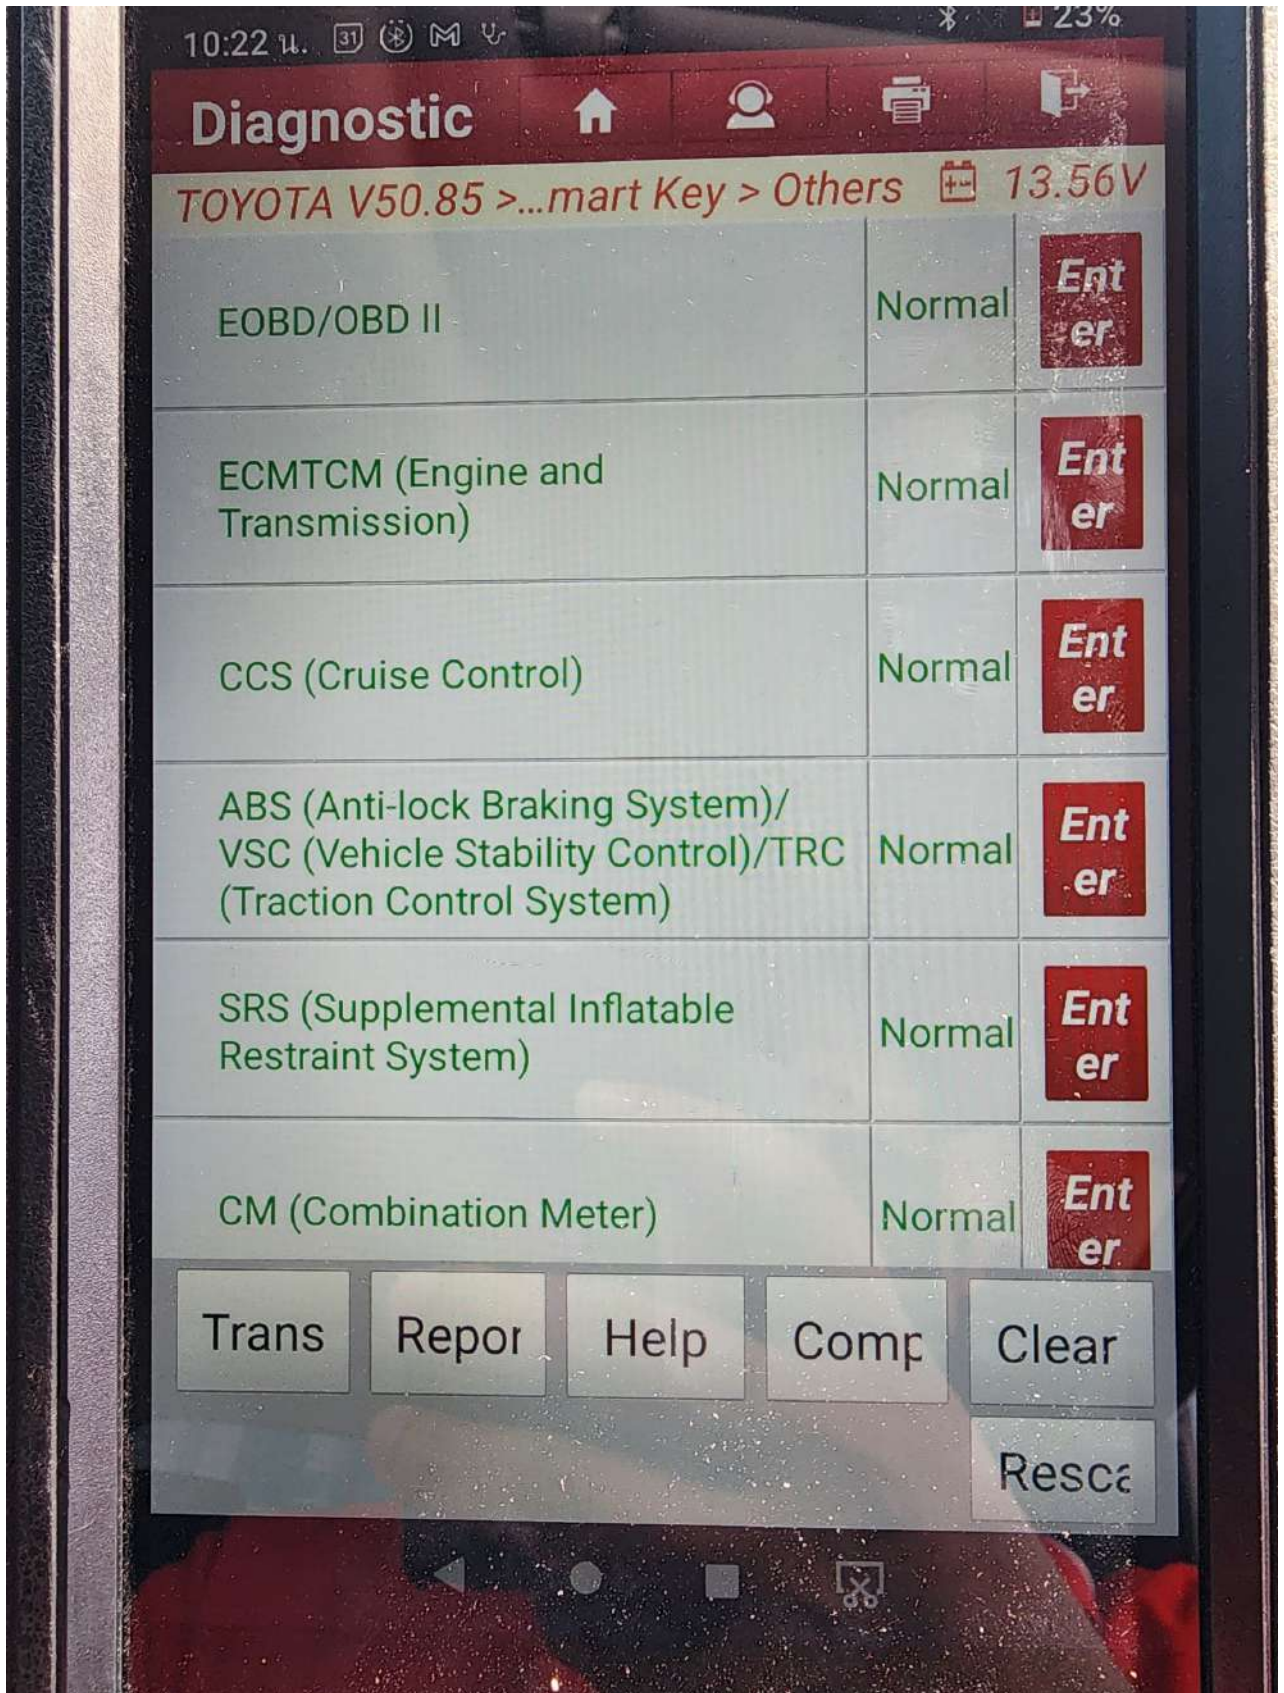 10:22 น. 31
23%
Diagnostic
TOYOTA V50.85 >...mart Key > Others 13.56V
EOBD/OBD II Normal Ent
er
ECMTCM (Engine and
Transmission) Normal Ent
er
CCS (Cruise Control) Normal Ent
er
ABS (Anti-lock Braking System)/
VSC (Vehicle Stability Control)/TRC
(Traction Control System) Normal Ent
er
SRS (Supplemental Inflatable
Restraint System) Normal Ent
er
CM (Combination Meter) Normal Ent
er
Trans Repor Help Comp Clear
Resca